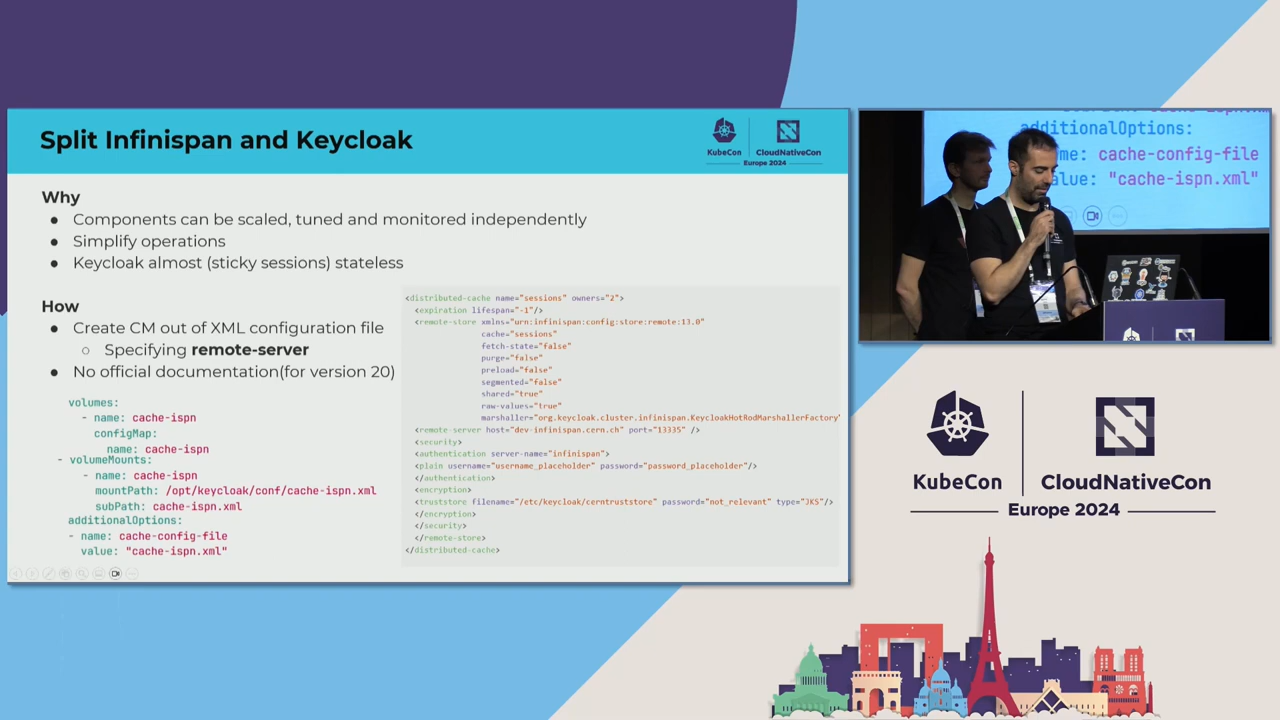 Split Infinispan and Keycloak
KubeCon
CloudNativeCon
Europe 2024
Why
● Components can be scaled, tuned and monitored independently
● Simplify operations
● Keycloak almost (sticky sessions) stateless
How
● Create CM out of XML configuration file
○ Specifying remote-server
● No official documentation(for version 20)
volumes:
- name: cache-ispn
configMap:
name: cache-ispn
- volumeMounts:
- name: cache-ispn
mountPath: /opt/keycloak/conf/cache-ispn.xml
subPath: cache-ispn.xml
additionalOptions:
- name: cache-config-file
value: "cache-ispn.xml"
<distributed-cache name="sessions" owners="2">
<expiration lifespan="-1"/>
<remote-store xmlns="urn:infinispan:config:store:remote:13.0"
cache="sessions"
fetch-state="false"
purge="false"
preload="false"
segmented="false"
shared="true"
raw-values="true"
marshaller="org.keycloak.cluster.infinispan.KeycloakHotRodMarshallerFactory"
<remote-server host="dev-infinispan.cern.ch" port="13335" />
<security>
<authentication server-name="infinispan">
<plain username="username_placeholder" password="password_placeholder"/>
</authentication>
<encryption>
<truststore filename="/etc/keycloak/cerntruststore" password="not_relevant" type="JKS"/>
</encryption>
</security>
</remote-store>
</distributed-cache>
additionalOptions:
me: cache-config-file
alue: "cache-ispn.xml"
KubeCon
CloudNativeCon
Europe 2024